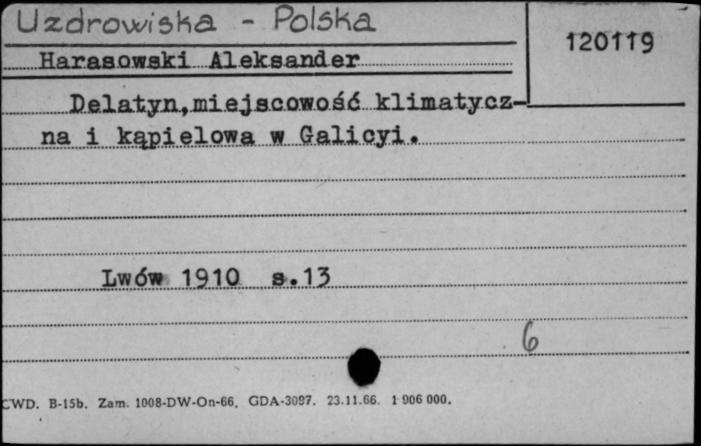 Uzdrowiska - Polska
120119
Harasowski Aleksander
Delatyn,miejscowość klimatycz-
na i kąpielowa w Galicyi.
Lwów 1910 s.13
6
CWD. B-15b. Zam. 1008-DW-On-66. GDA-3097. 23.11.66. 1 906 000.